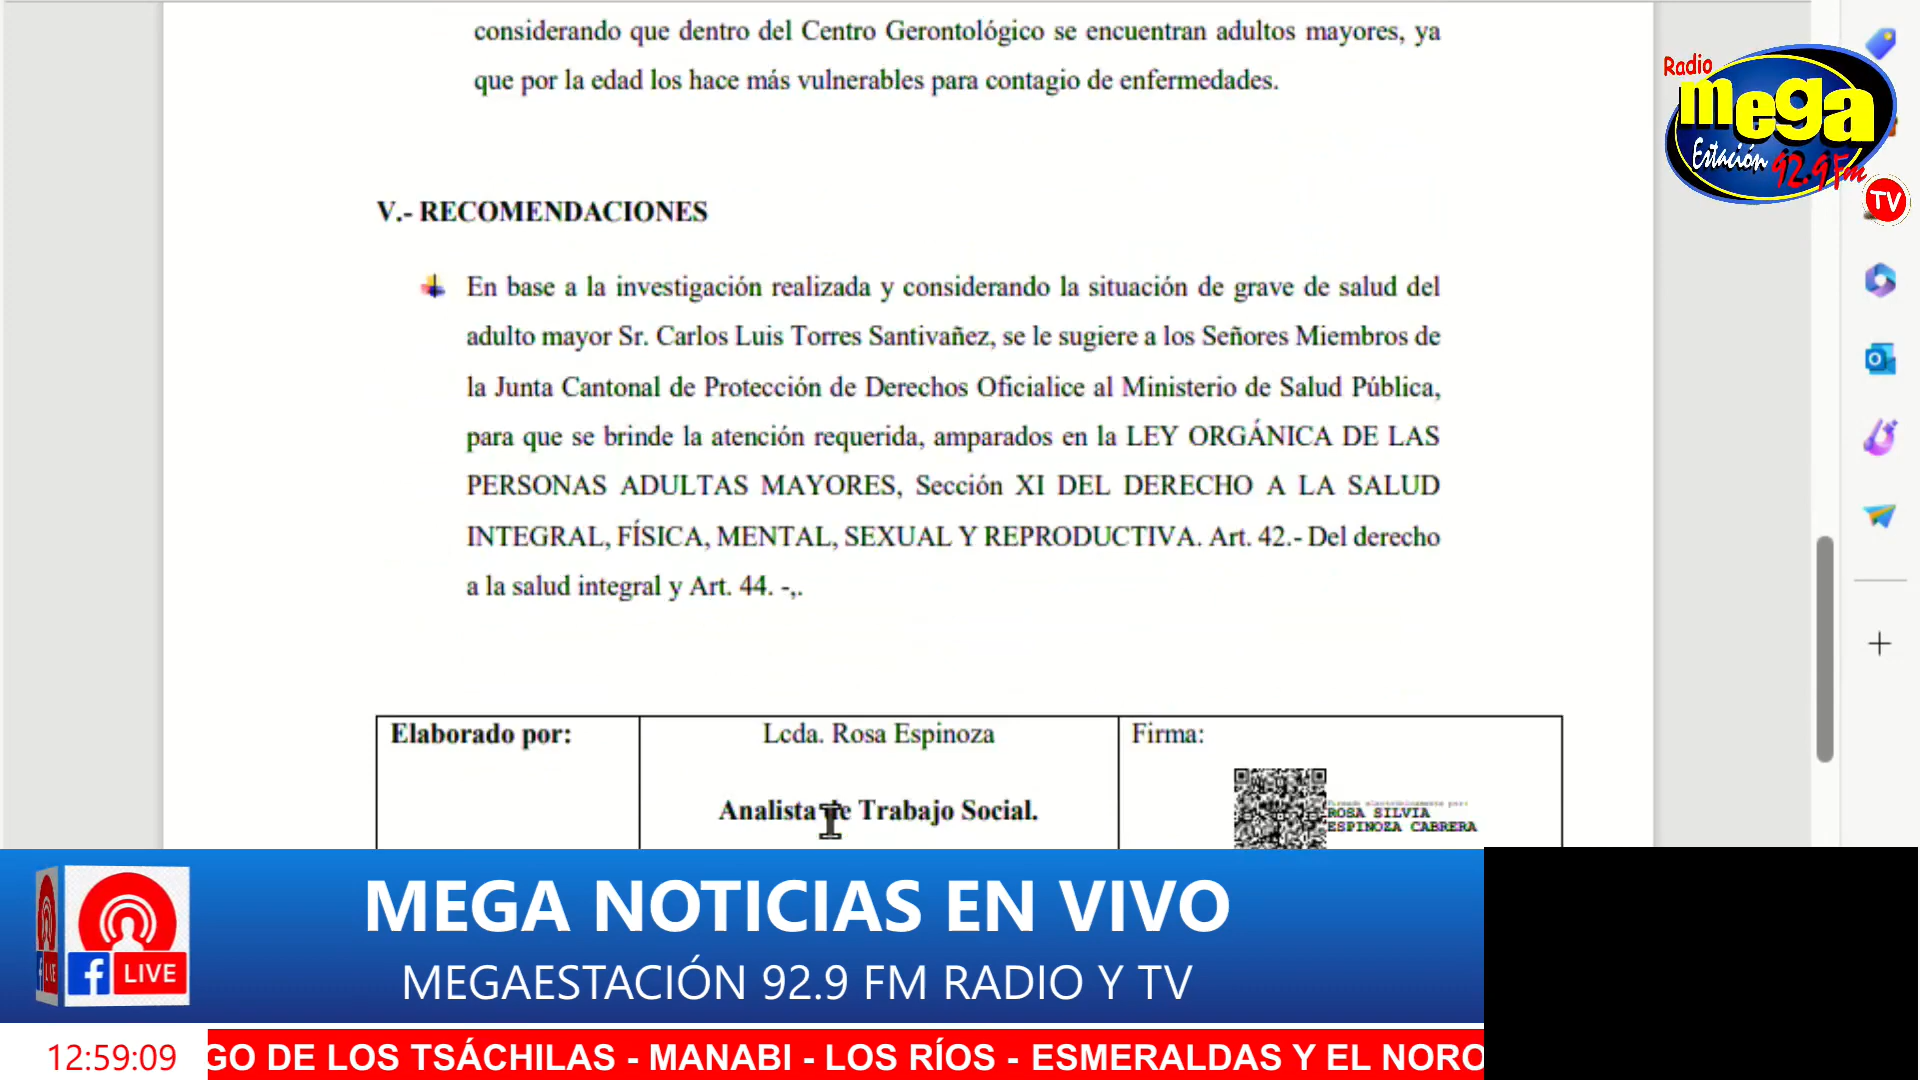 considerando que dentro del Centro Gerontológico se encuentran adultos mayores, ya
que por la edad los hace más vulnerables para contagio de enfermedades.
Radio
mega
Estación 92.9 Fm
TV
V.- RECOMENDACIONES
En base a la investigación realizada y considerando la situación de grave de salud del
adulto mayor Sr. Carlos Luis Torres Santivañez, se le sugiere a los Señores Miembros de
la Junta Cantonal de Protección de Derechos Oficialice al Ministerio de Salud Pública,
para que se brinde la atención requerida, amparados en la LEY ORGÁNICA DE LAS
PERSONAS ADULTAS MAYORES, Sección XI DEL DERECHO A LA SALUD
INTEGRAL, FÍSICA, MENTAL, SEXUAL Y REPRODUCTIVA. Art. 42.- Del derecho
a la salud integral y Art. 44. -,.
Elaborado por:
Lcda. Rosa Espinoza
Analista de Trabajo Social.
Firma:
Firmado electrónicamente por:
ROSA SILVIA
ESPINOZA CABRERA
MEGA NOTICIAS EN VIVO
MEGAESTACIÓN 92.9 FM RADIO Y TV
f LIVE
12:59:09
GO DE LOS TSÁCHILAS - MANABI - LOS RÍOS - ESMERALDAS Y EL NORO